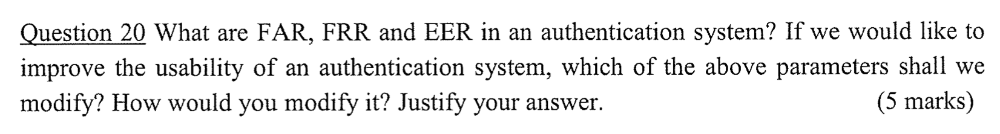 Question 20 What are FAR, FRR and EER in an authentication system? If we would like to
improve the usability of an authentication system, which of the above parameters shall we
modify? How would you modify it? Justify your answer. (5 marks)